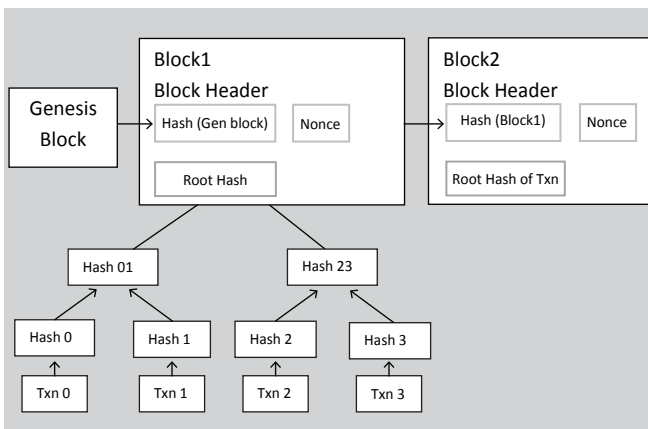 Block1
Block Header
Hash (Gen block)
Nonce
Root Hash
Genesis
Block
Block2
Block Header
Hash (Block1)
Nonce
Root Hash of Txn
Hash 01
Hash 23
Hash 0
Hash 1
Hash 2
Hash 3
Txn 0
Txn 1
Txn 2
Txn 3